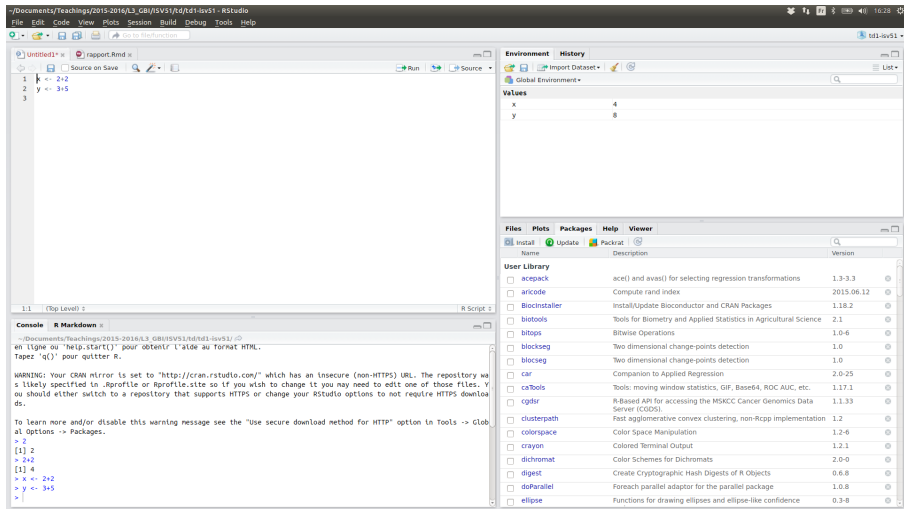 ~/Documents/Teachings/2015-2016/L3_GBI/ISV51/td/td1-isv51 - RStudio
Fr
16:28
File Edit Code View Plots Session Build Debug Tools Help
Go to file/function
td1-isv51
Untitled1*
rapport.Rmd
Source on Save
Run
Source
1 x <- 2+2
2 y <- 3+5
3
1:1 (Top Level) R Script
Console R Markdown
~/Documents/Teachings/2015-2016/L3_GBI/ISV51/td/td1-isv51/
en ligne ou 'help.start()' pour obtenir l'aide au format HTML.
Tapez 'q()' pour quitter R.
WARNING: Your CRAN mirror is set to "http://cran.rstudio.com/" which has an insecure (non-HTTPS) URL. The repository wa
s likely specified in .Rprofile or Rprofile.site so if you wish to change it you may need to edit one of those files. Y
ou should either switch to a repository that supports HTTPS or change your RStudio options to not require HTTPS downloa
ds.
To learn more and/or disable this warning message see the "Use secure download method for HTTP" option in Tools -> Glob
al Options -> Packages.
> 2
[1] 2
> 2+2
[1] 4
> x <- 2+2
> y <- 3+5
>
Environment History
Import Dataset
List
Global Environment
Values
x 4
y 8
Files Plots Packages Help Viewer
Install Update Packrat
Name Description Version
User Library
acepack ace() and avas() for selecting regression transformations 1.3-3.3
aricode Compute rand index 2015.06.12
BiocInstaller Install/Update Bioconductor and CRAN Packages 1.18.2
biotools Tools for Biometry and Applied Statistics in Agricultural Science 2.1
bitops Bitwise Operations 1.0-6
blockseg Two dimensional change-points detection 1.0
blocseg Two dimensional change-points detection 1.0
car Companion to Applied Regression 2.0-25
caTools Tools: moving window statistics, GIF, Base64, ROC AUC, etc. 1.17.1
cgdsr R-Based API for accessing the MSKCC Cancer Genomics Data 1.1.33
Server (CGDS).
clusterpath Fast agglomerative convex clustering, non-Rcpp implementation 1.2
colorspace Color Space Manipulation 1.2-6
crayon Colored Terminal Output 1.2.1
dichromat Color Schemes for Dichromats 2.0-0
digest Create Cryptographic Hash Digests of R Objects 0.6.8
doParallel Foreach parallel adaptor for the parallel package 1.0.8
ellipse Functions for drawing ellipses and ellipse-like confidence 0.3-8